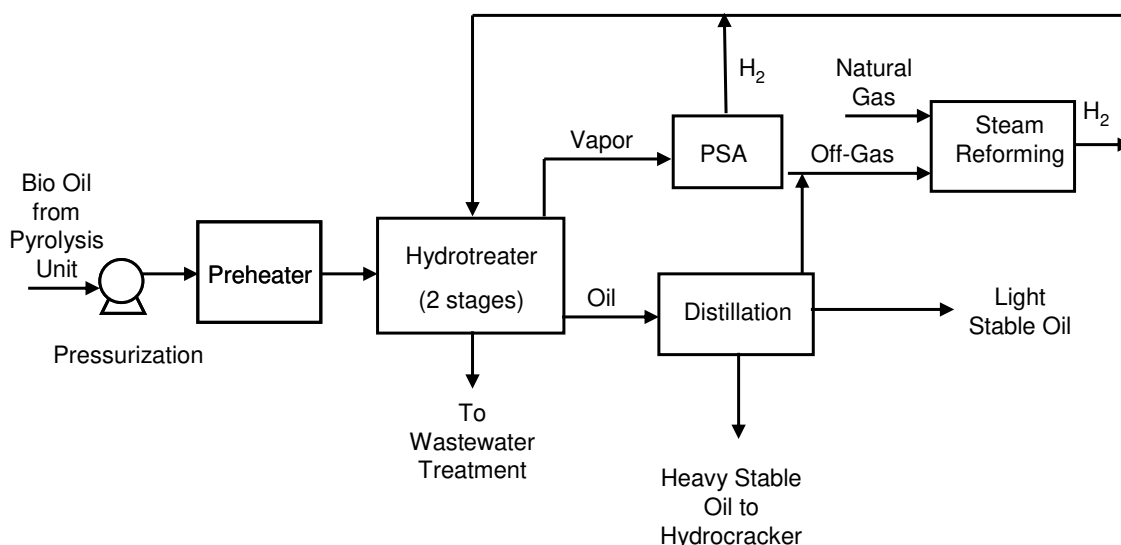 H2
Natural
Gas
H2
Steam
Reforming
Vapor
PSA
Off-Gas
Bio Oil
from
Pyrolysis
Unit
Preheater
Hydrotreater
(2 stages)
Oil
Distillation
Light
Stable Oil
Pressurization
To
Wastewater
Treatment
Heavy Stable
Oil to
Hydrocracker